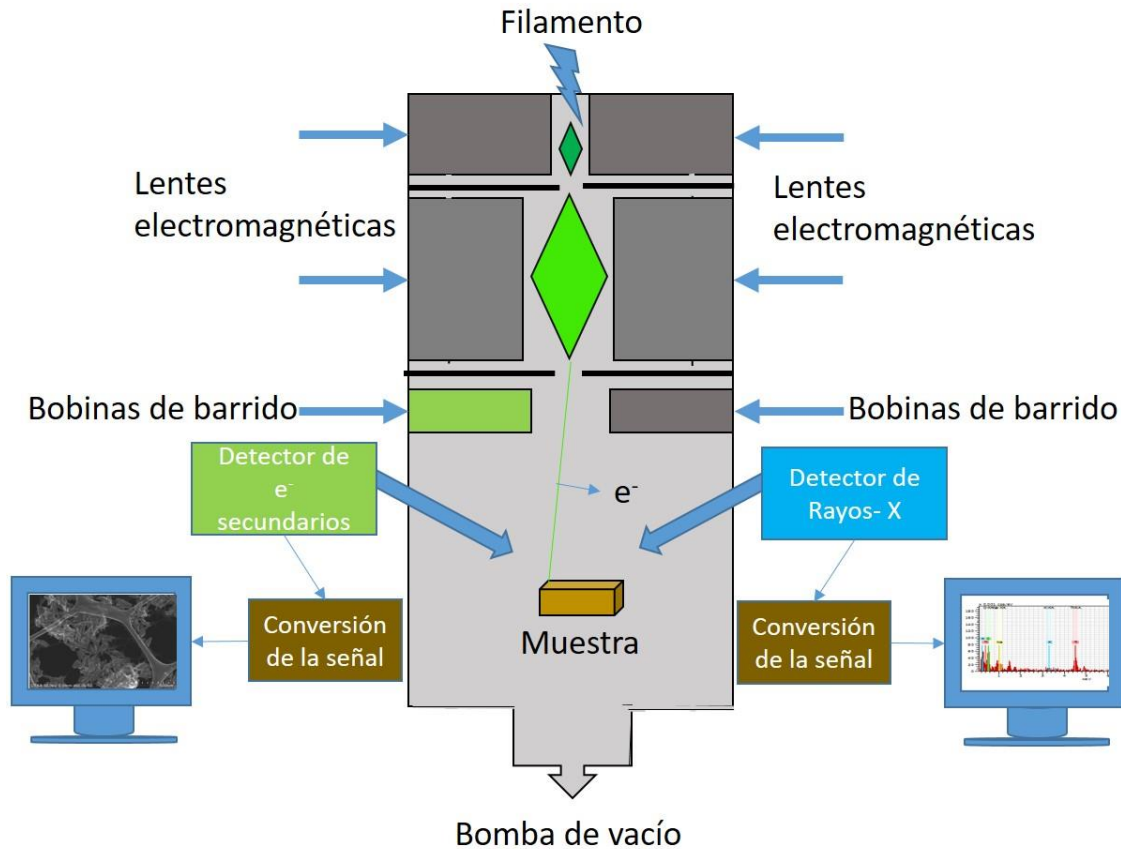 Filamento
Lentes
electromagnéticas
Lentes
electromagnéticas
Bobinas de barrido
Bobinas de barrido
Detector de
e-
secundarios
e-
Detector de
Rayos- X
Conversión
de la señal
Muestra
Conversión
de la señal
Bomba de vacío